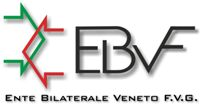 EBVF
ENTE BILATERALE VENETO F.V.G.